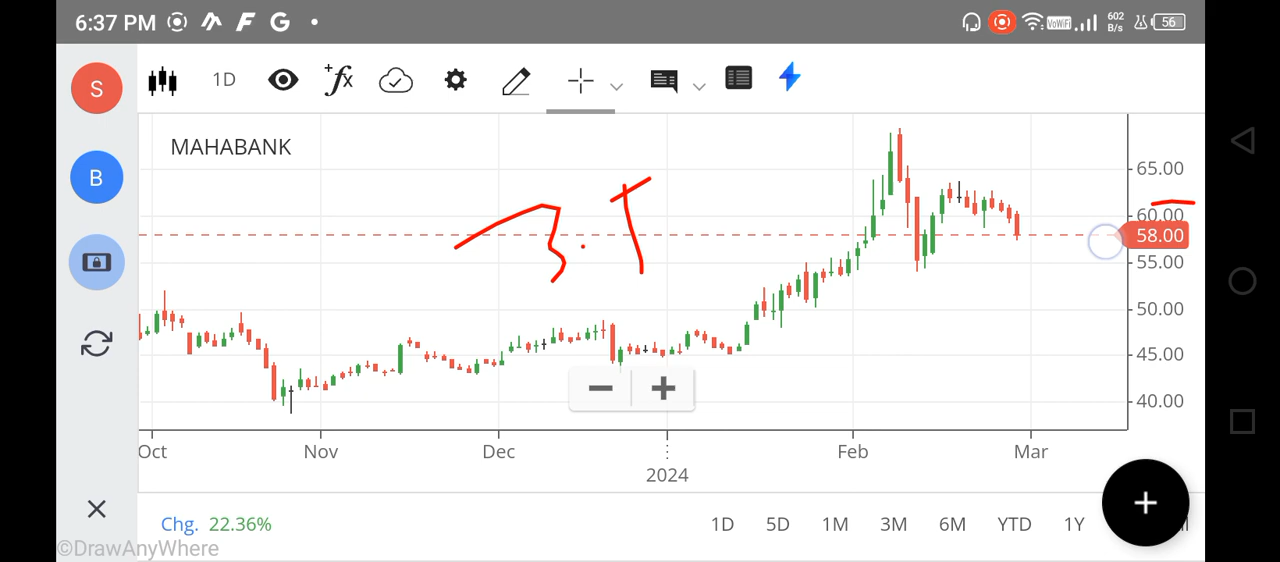 6:37 PM
VoWiFi 602 B/s 56
S
1D
B
MAHABANK
3.T
65.00
60.00
58.00
55.00
50.00
45.00
40.00
Oct Nov Dec 2024 Feb Mar
Chg. 22.36%
1D 5D 1M 3M 6M YTD 1Y
©DrawAnyWhere